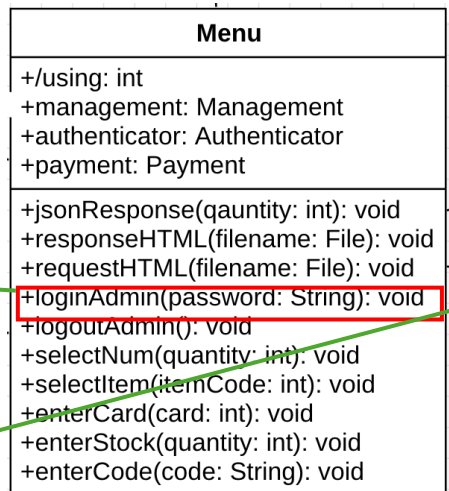 Menu
+/using: int
+management: Management
+authenticator: Authenticator
+payment: Payment
+jsonResponse(qauntity: int): void
+responseHTML(filename: File): void
+requestHTML(filename: File): void
+loginAdmin(password: String): void
+logoutAdmin(): void
+selectNum(quantity: int): void
+selectItem(itemCode: int): void
+enterCard(card: int): void
+enterStock(quantity: int): void
+enterCode(code: String): void